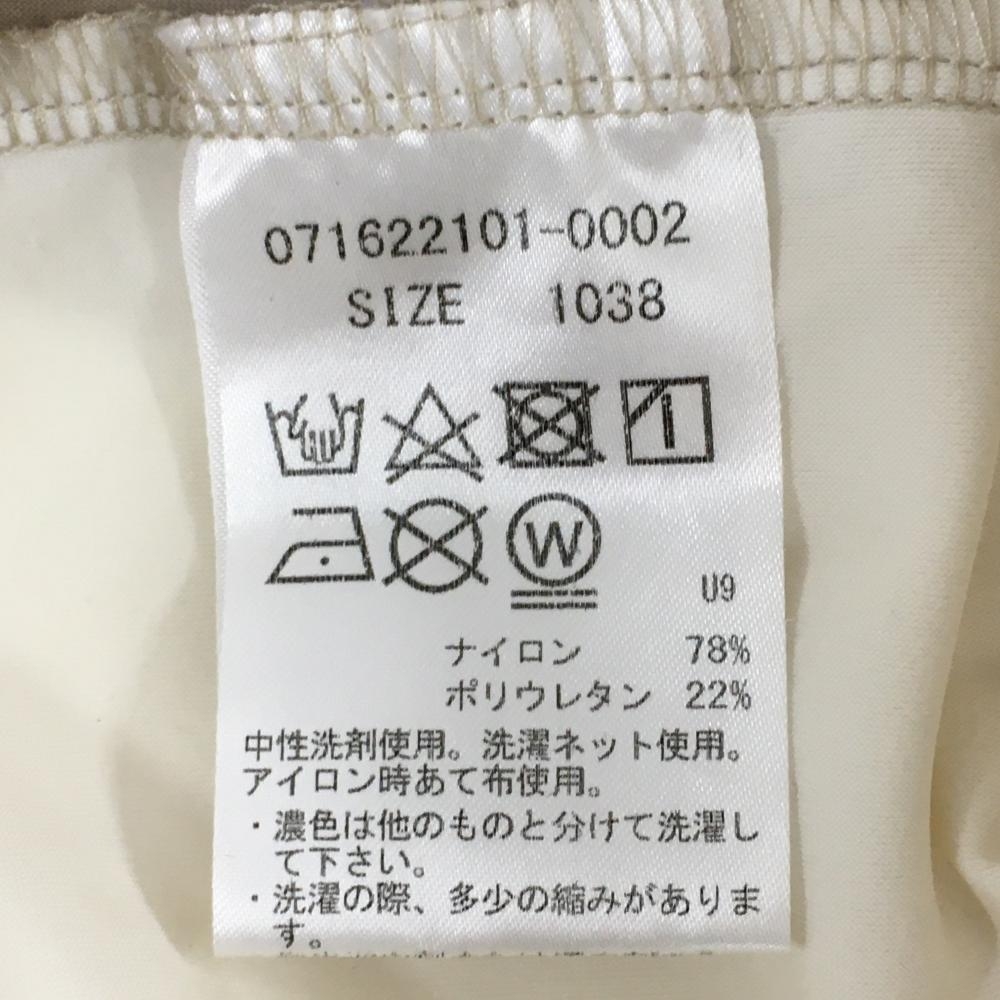 071622101-0002
SIZE 1038
W
U9
ナイロン 78%
ポリウレタン 22%
中性洗剤使用。洗濯ネット使用。
アイロン時あて布使用。
・濃色は他のものと分けて洗濯し
て下さい。
・洗濯の際、多少の縮みがありま
す。